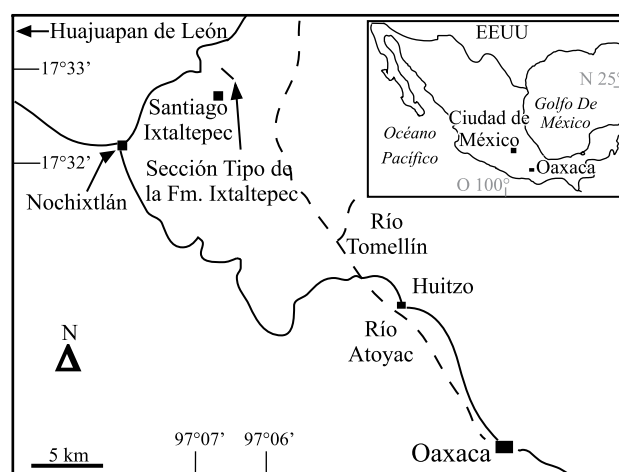 Huajuapan de León
17°33’
Santiago
Ixtaltepec
17°32’
Sección Tipo de
la Fm. Ixtaltepec
Nochixtlán
Río
Tomellín
Huitzo
Río
Atoyac
N
97°07’
97°06’
5 km
Oaxaca
EEUU
N 25°
Golfo De
México
Ciudad de
México
Océano
Pacífico
Oaxaca
O 100°